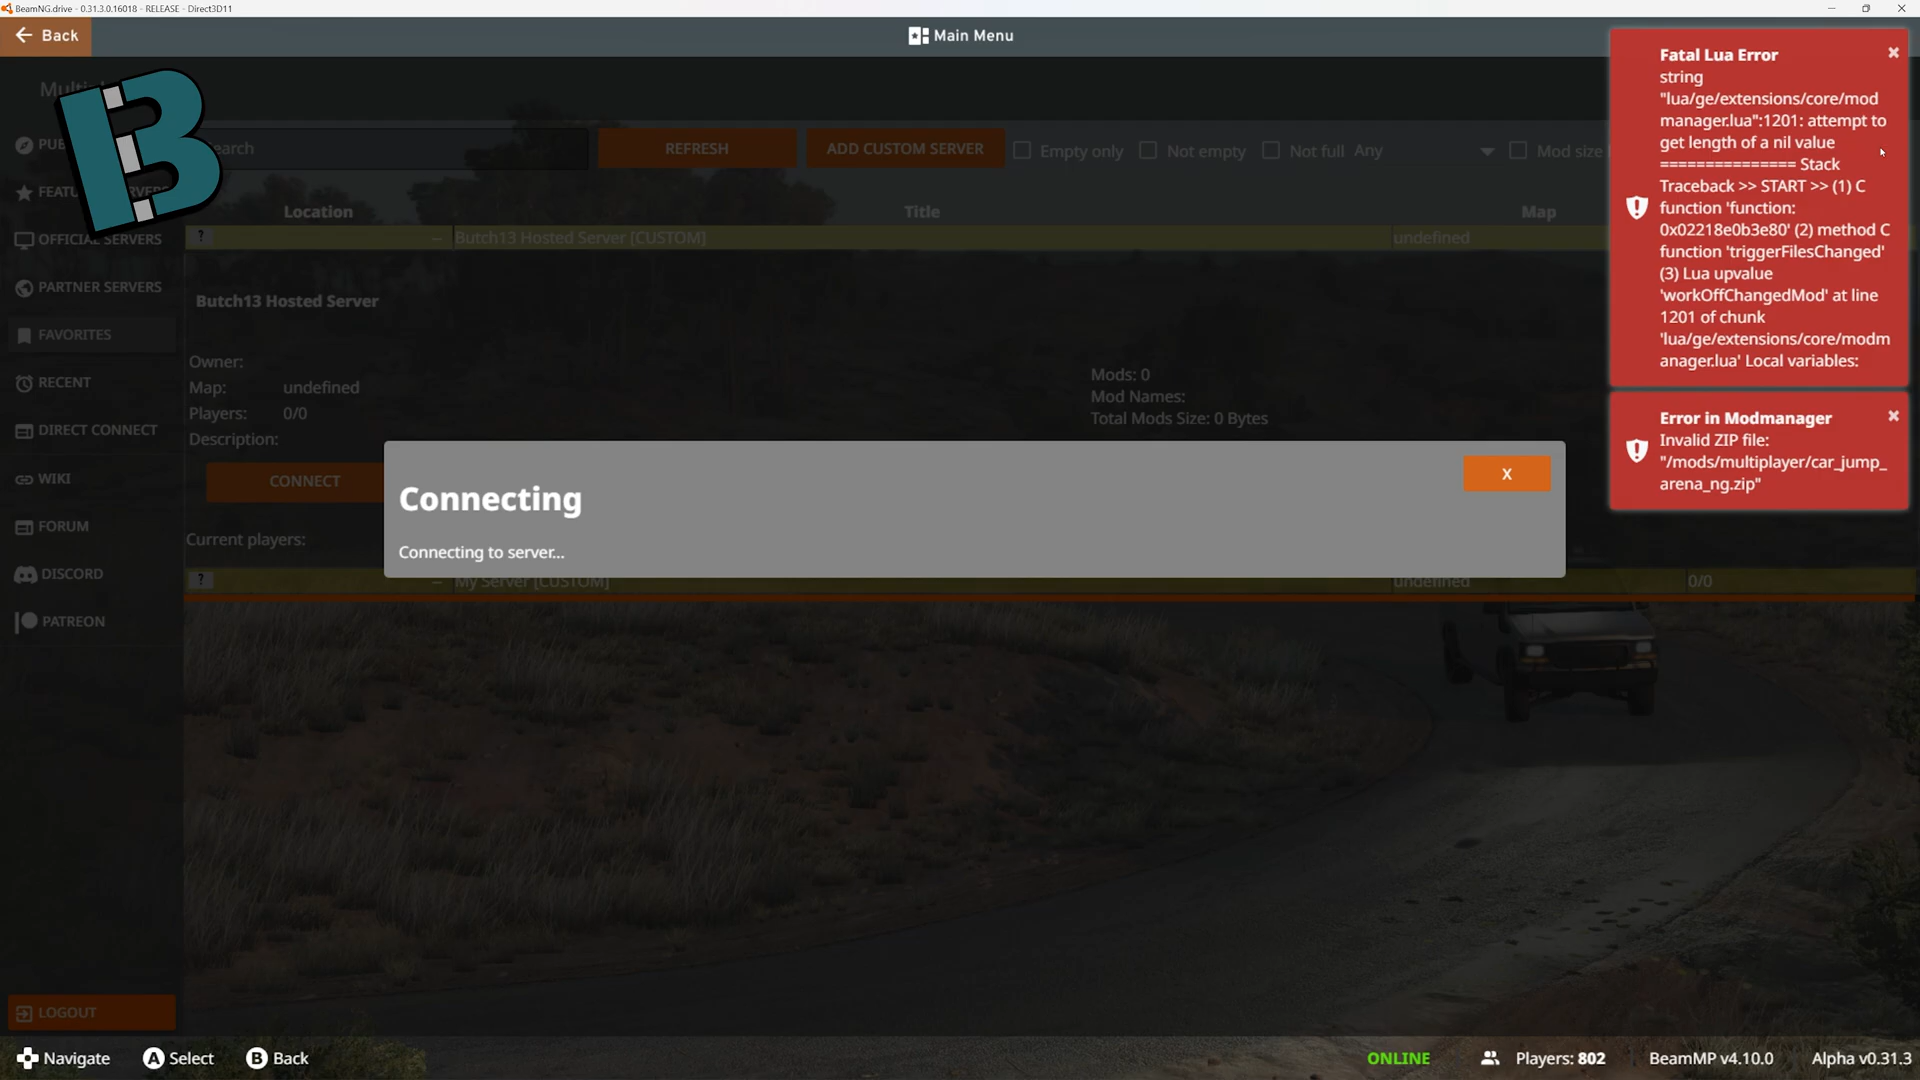 BeamNG.drive - 0.31.3.0.16018 - RELEASE - Direct3D11
Back
Main Menu
REFRESH
ADD CUSTOM SERVER
Empty only
Not empty
Not full
Any
Mod size
Location
Title
Map
OFFICIAL SERVERS
PARTNER SERVERS
FAVORITES
RECENT
DIRECT CONNECT
WIKI
FORUM
DISCORD
PATREON
LOGOUT
? -- Butch13 Hosted Server [CUSTOM] undefined
Butch13 Hosted Server
Owner:
Map: undefined
Players: 0/0
Description:
Mods: 0
Mod Names:
Total Mods Size: 0 Bytes
CONNECT
Current players:
? -- My Server [CUSTOM] undefined 0/0
Connecting
X
Connecting to server...
Fatal Lua Error
string
"lua/ge/extensions/core/mod
manager.lua":1201: attempt to
get length of a nil value
=============== Stack
Traceback >> START >> (1) C
function 'function:
0x02218e0b3e80' (2) method C
function 'triggerFilesChanged'
(3) Lua upvalue
'workOffChangedMod' at line
1201 of chunk
'lua/ge/extensions/core/modm
anager.lua' Local variables:
Error in Modmanager
Invalid ZIP file:
"/mods/multiplayer/car_jump_
arena_ng.zip"
Navigate
A Select
B Back
ONLINE
Players: 802
BeamMP v4.10.0
Alpha v0.31.3